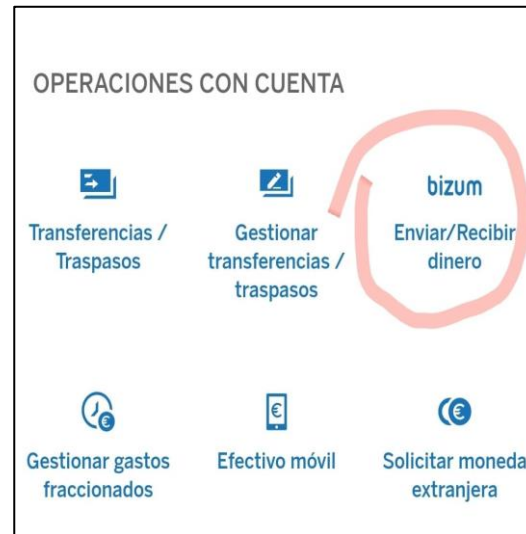 OPERACIONES CON CUENTA
bizum
Transferencias /
Traspasos
Gestionar
transferencias /
traspasos
Enviar/Recibir
dinero
Gestionar gastos
fraccionados
Efectivo móvil
Solicitar moneda
extranjera